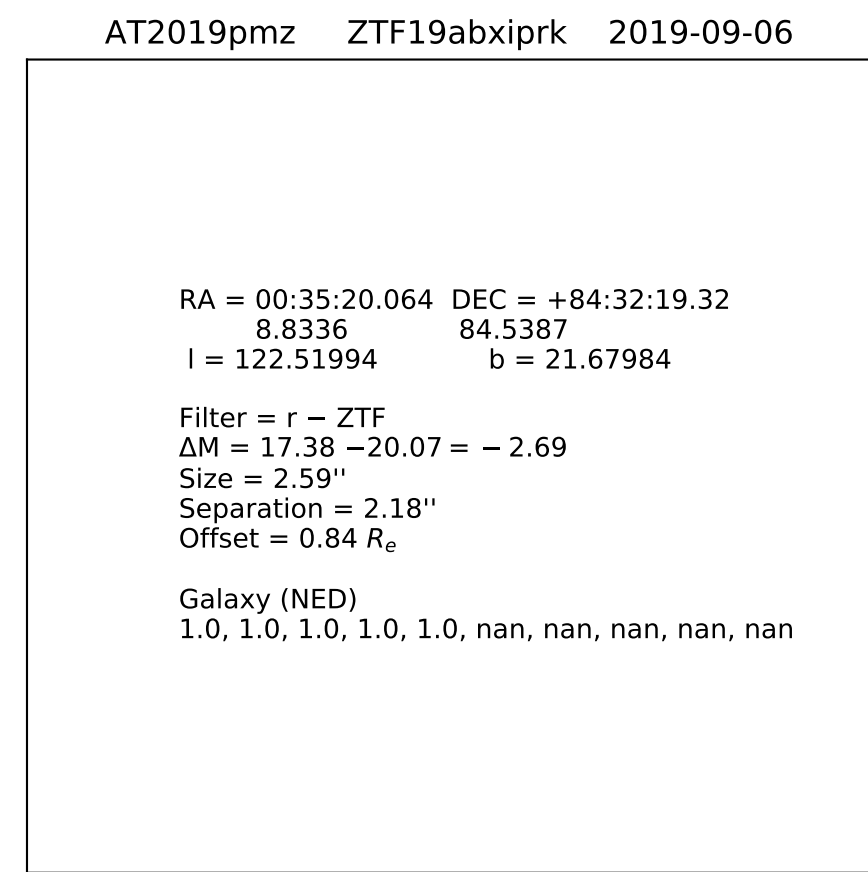 AT2019pmz ZTF19abxiprk 2019-09-06
RA = 00:35:20.064 DEC = +84:32:19.32
8.8336 84.5387
l = 122.51994 b = 21.67984
Filter = r − ZTF
ΔM = 17.38 −20.07 = − 2.69
Size = 2.59''
Separation = 2.18''
Offset = 0.84 Re
Galaxy (NED)
1.0, 1.0, 1.0, 1.0, 1.0, nan, nan, nan, nan, nan